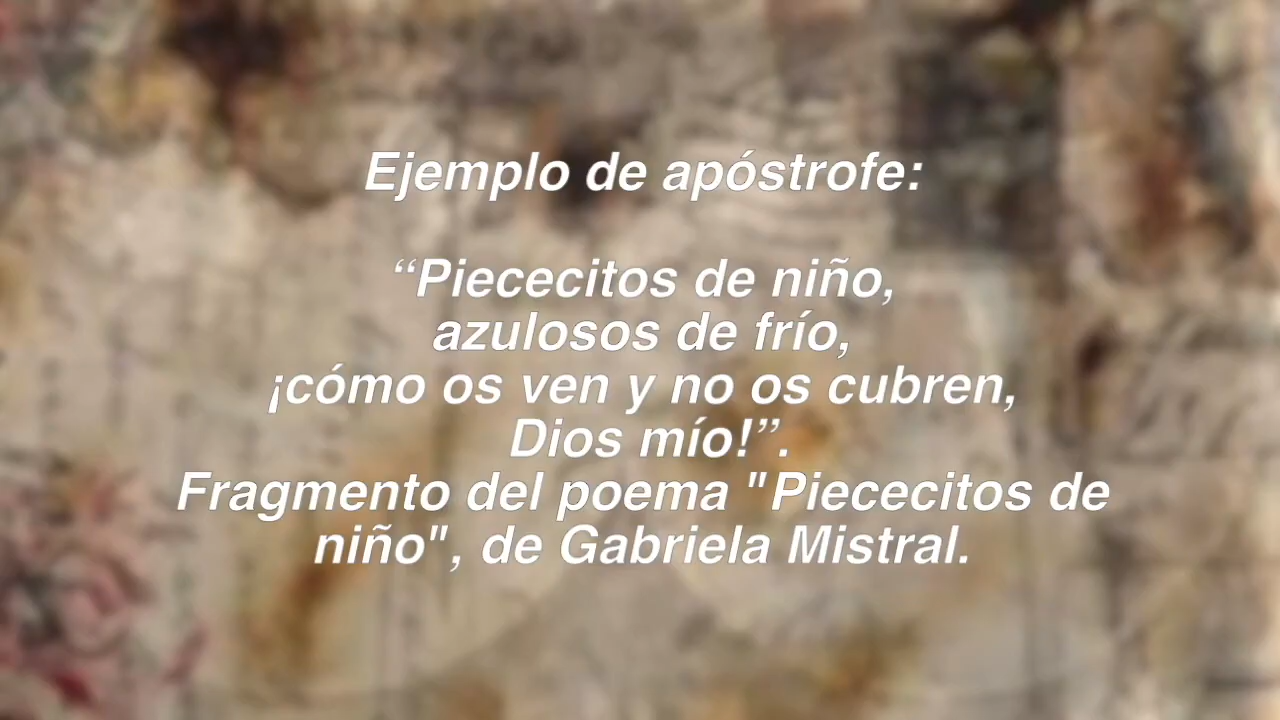 Ejemplo de apóstrofe:
“Piececitos de niño,
azulosos de frío,
¡cómo os ven y no os cubren,
Dios mío!”.
Fragmento del poema "Piececitos de
niño", de Gabriela Mistral.